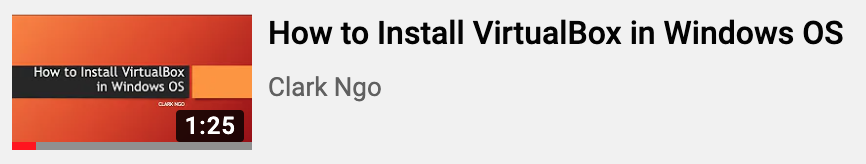 How to Install VirtualBox in Windows OS
Clark Ngo
How to Install VirtualBox
in Windows OS
CLARK NGO
1:25